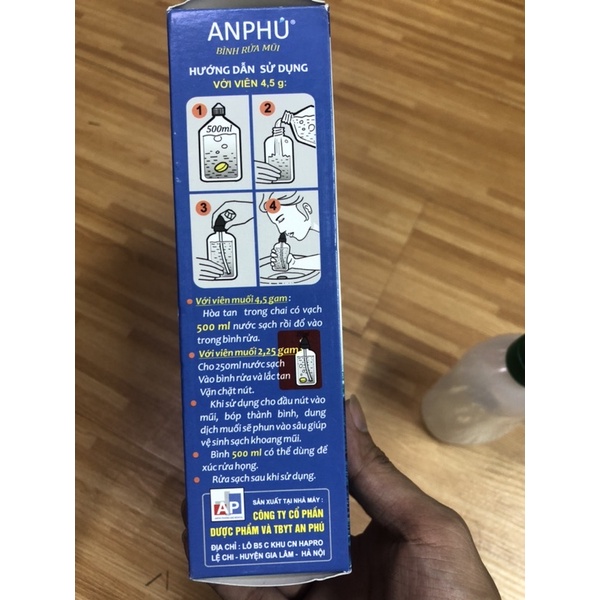 ANPHÚ®
BÌNH RỬA MŨI
HƯỚNG DẪN SỬ DỤNG
VỚI VIÊN 4,5 g:
1
500ml
2
3
4
Với viên muối 4,5 gam:
Hòa tan trong chai có vạch
500 ml nước sạch rồi đổ vào
trong bình rửa.
Với viên muối 2,25 gam:
Cho 250ml nước sạch
Vào bình rửa và lắc tan
Vặn chặt nút.
Khi sử dụng cho đầu nút vào
mũi, bóp thành bình, dung
dịch muối sẽ phun vào sâu giúp
vệ sinh sạch khoang mũi.
Bình 500 ml có thể dùng để
xúc rửa họng.
Rửa sạch sau khi sử dụng.
AP
SẢN XUẤT TẠI NHÀ MÁY:
CÔNG TY CỔ PHẦN
DƯỢC PHẨM VÀ TBYT AN PHÚ
ĐỊA CHỈ : LÔ B5 C KHU CN HAPRO
LỆ CHI - HUYỆN GIA LÂM - HÀ NỘI